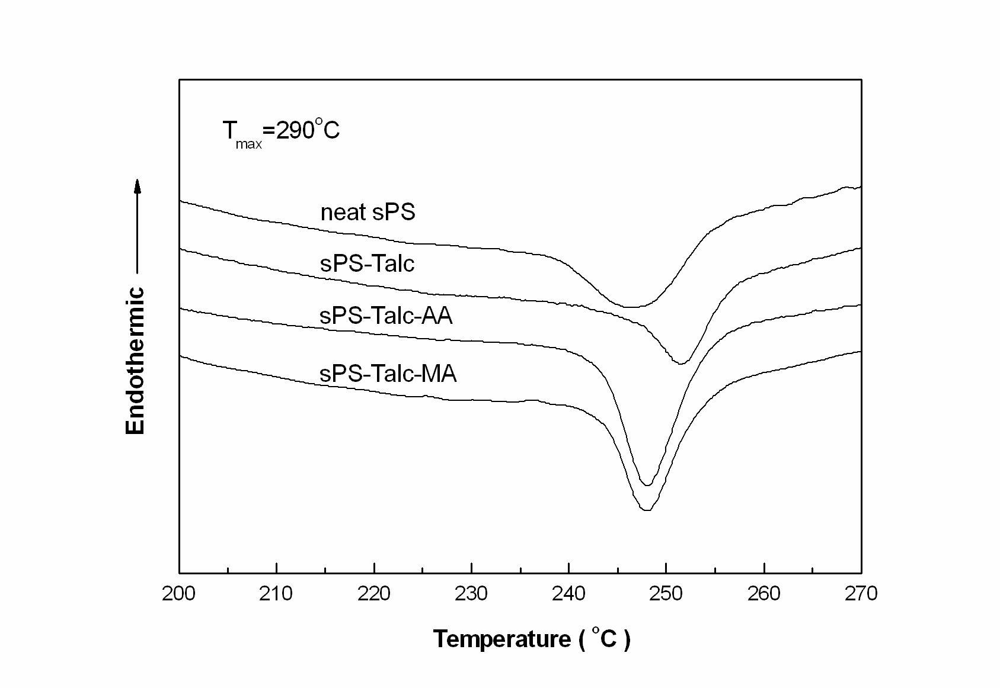 Tmax=290°C
neat sPS
sPS-Talc
sPS-Talc-AA
sPS-Talc-MA
Endothermic
200 210 220 230 240 250 260 270
Temperature ( °C )